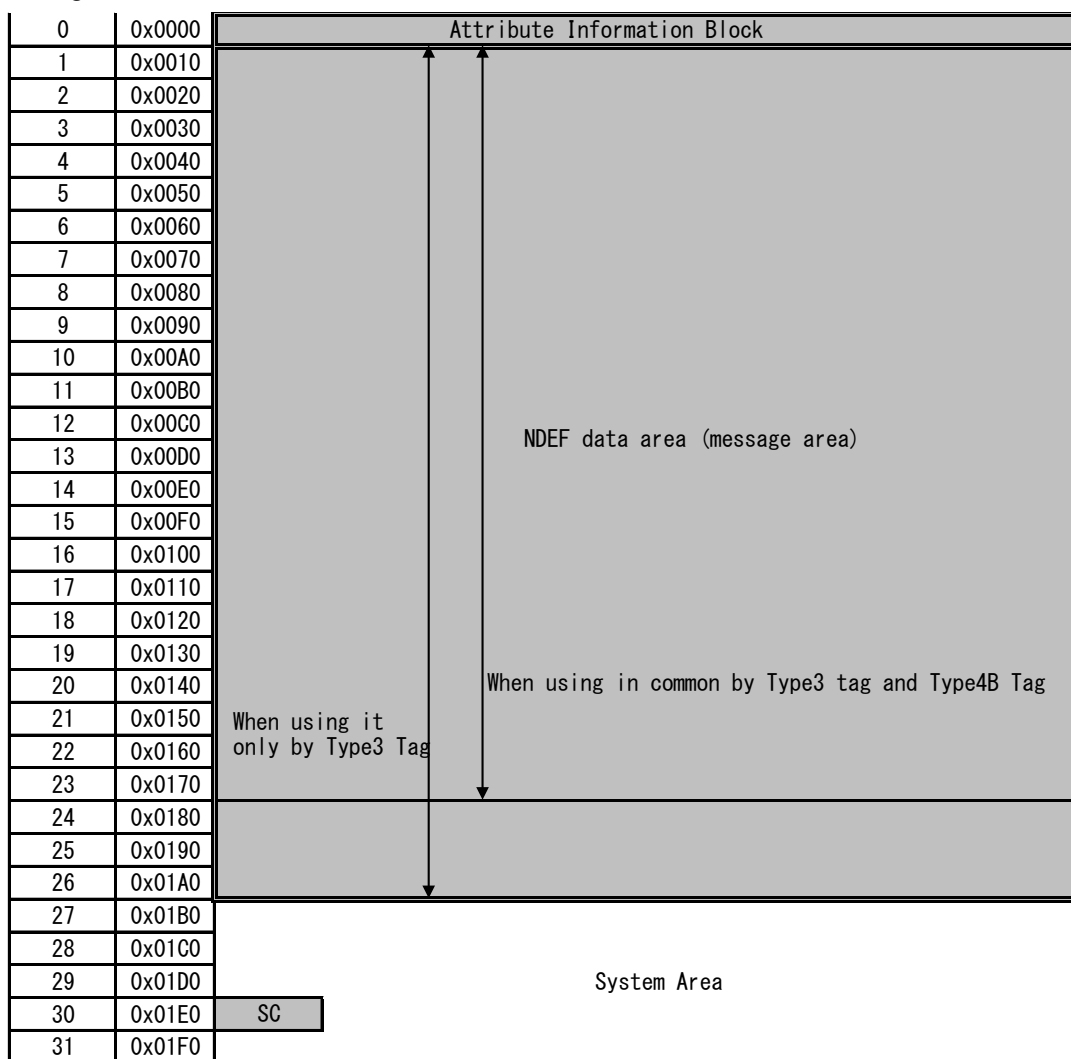 0 0x0000 Attribute Information Block
1 0x0010
2 0x0020
3 0x0030
4 0x0040
5 0x0050
6 0x0060
7 0x0070
8 0x0080
9 0x0090
10 0x00A0
11 0x00B0
12 0x00C0
NDEF data area (message area)
13 0x00D0
14 0x00E0
15 0x00F0
16 0x0100
17 0x0110
18 0x0120
19 0x0130
20 0x0140 When using in common by Type3 tag and Type4B Tag
21 0x0150 When using it
22 0x0160 only by Type3 Tag
23 0x0170
24 0x0180
25 0x0190
26 0x01A0
27 0x01B0
28 0x01C0
29 0x01D0 System Area
30 0x01E0 SC
31 0x01F0